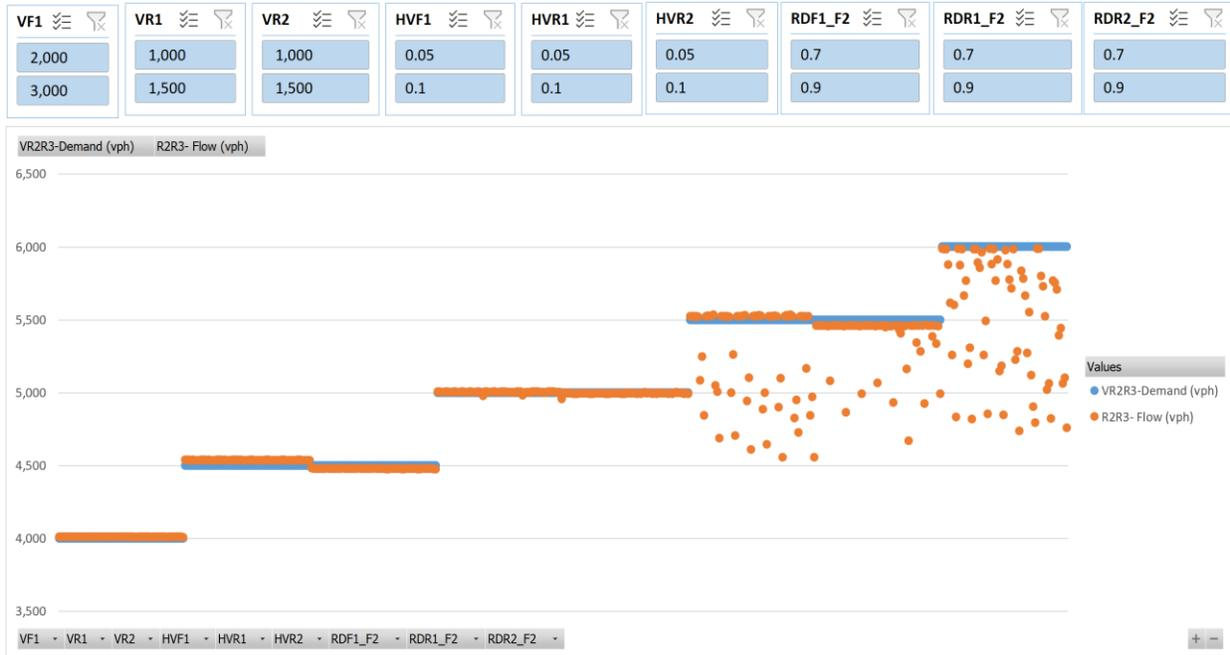 VF1 VR1 VR2 HVF1 HVR1 HVR2 RDF1_F2 RDR1_F2 RDR2_F2
2,000 1,000 1,000 0.05 0.05 0.05 0.7 0.7 0.7
3,000 1,500 1,500 0.1 0.1 0.1 0.9 0.9 0.9
VR2R3-Demand (vph) R2R3- Flow (vph)
6,500
6,000
5,500
5,000
4,500
4,000
3,500
Values
VR2R3-Demand (vph)
R2R3- Flow (vph)
VF1 VR1 VR2 HVF1 HVR1 HVR2 RDF1_F2 RDR1_F2 RDR2_F2
+ −